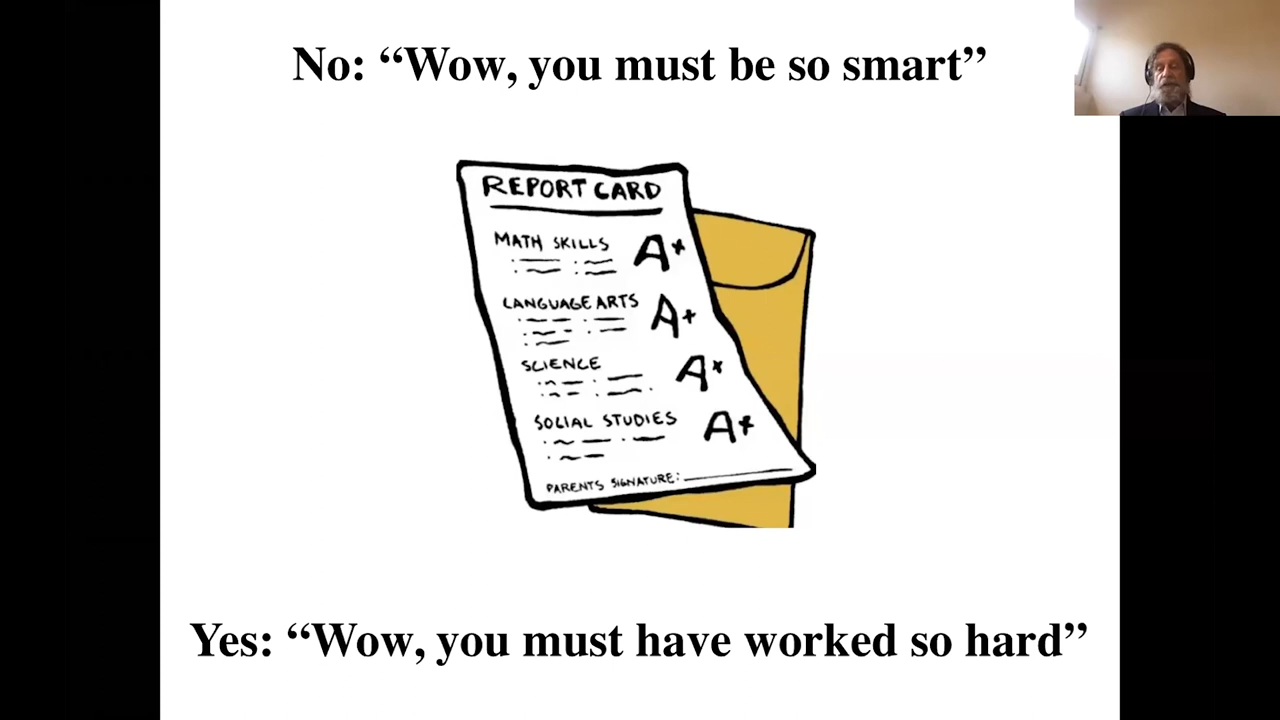 No: “Wow, you must be so smart”
REPORT CARD
MATH SKILLS A+
LANGUAGE ARTS A+
SCIENCE A+
SOCIAL STUDIES A+
PARENTS SIGNATURE:
Yes: “Wow, you must have worked so hard”